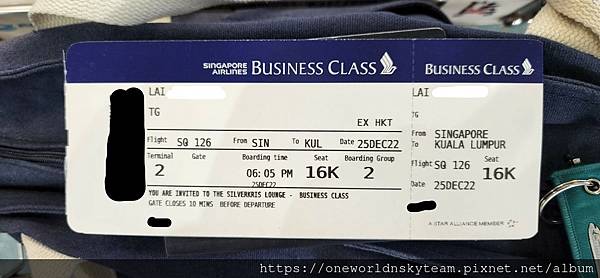 SINGAPORE AIRLINES BUSINESS CLASS
LAI
TG
EX HKT
Flight SQ 126 From SIN To KUL Date 25DEC22
Terminal Gate Boarding time Seat Boarding Group
2 06:05 PM 16K 2
25DEC22
YOU ARE INVITED TO THE SILVERKRIS LOUNGE - BUSINESS CLASS
GATE CLOSES 10 MINS BEFORE DEPARTURE
BUSINESS CLASS
LAI
TG
From SINGAPORE
To KUALA LUMPUR
Flight SQ 126 Seat
16K
Date 25DEC22
A STAR ALLIANCE MEMBER
https://oneworldnskyteam.pixnet.net/album